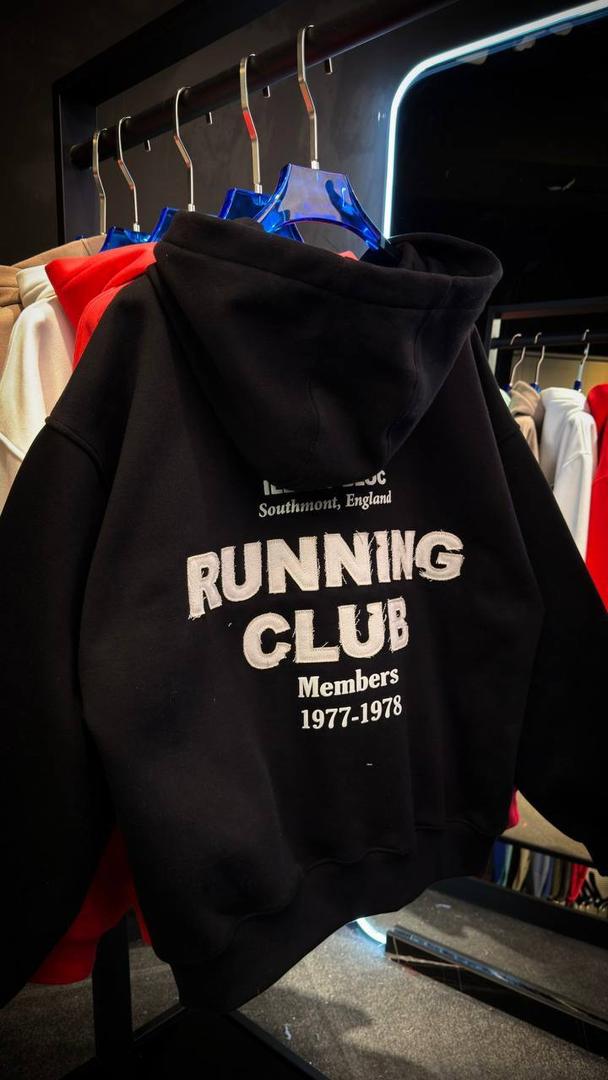 Southmont, England
RUNNING
CLUB
Members
1977-1978